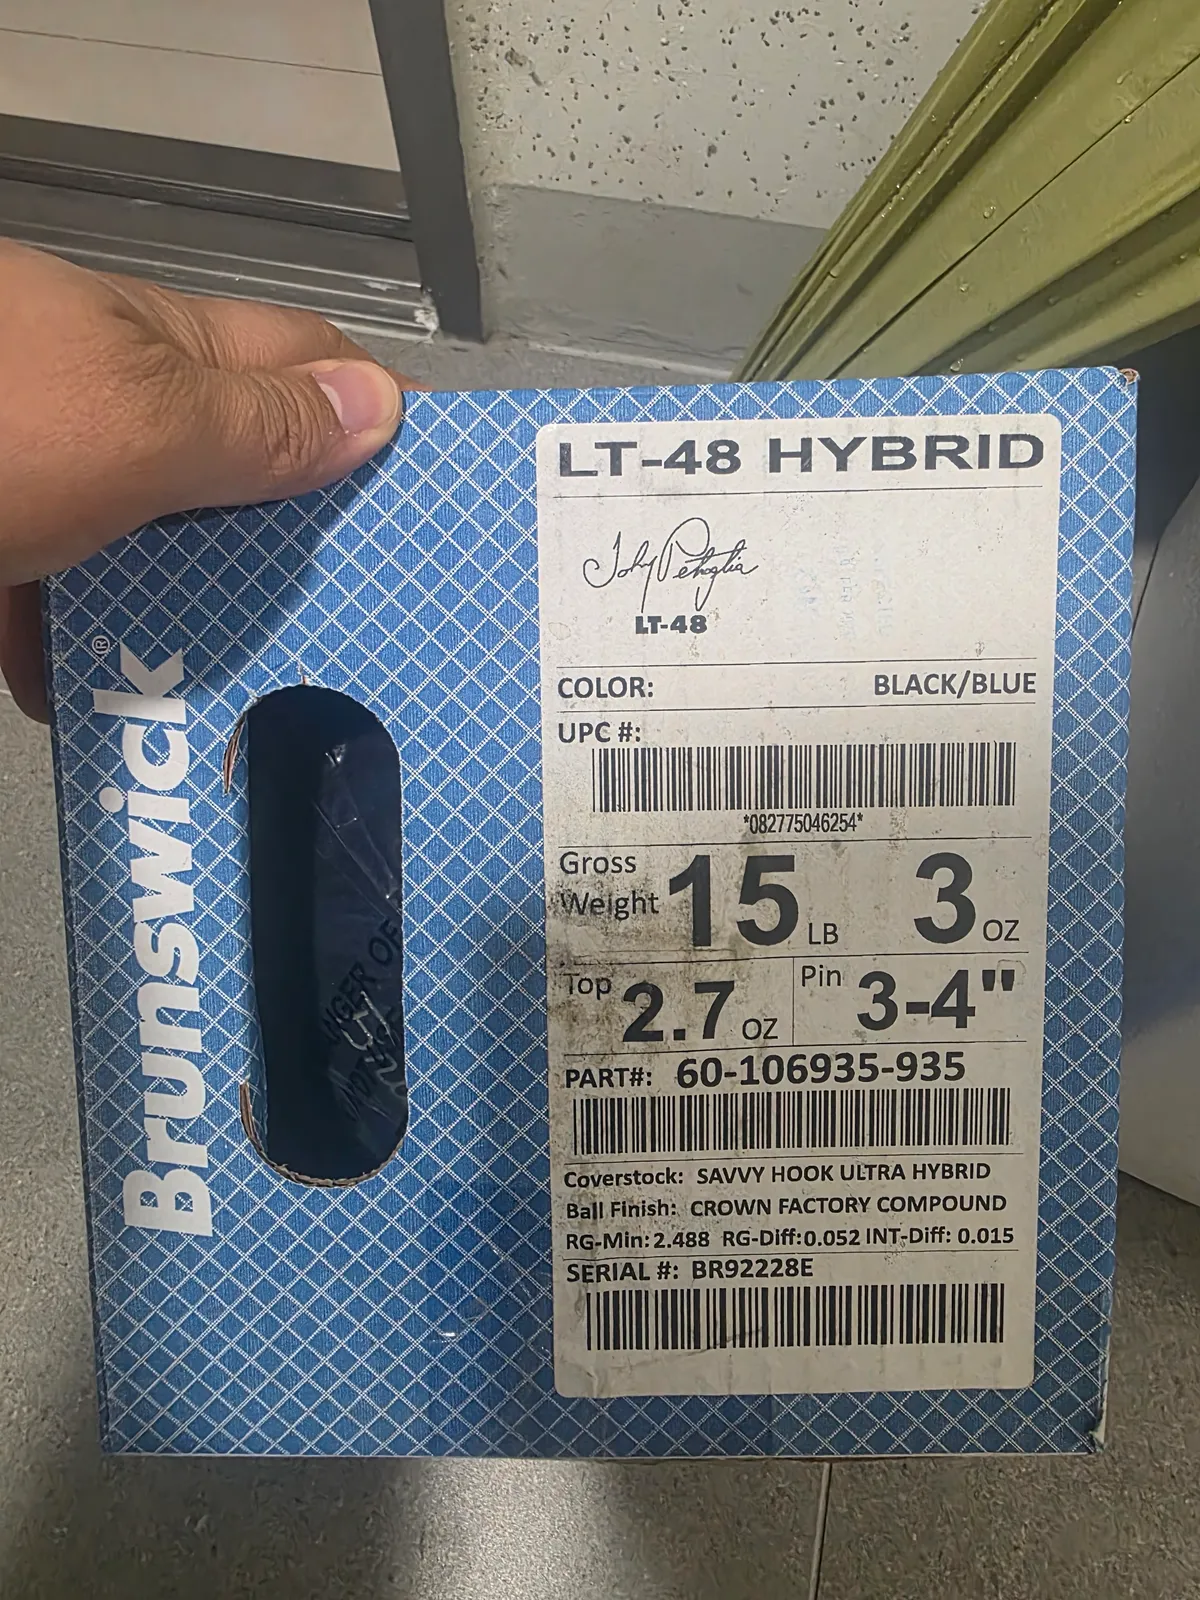 Brunswick®
LT-48 HYBRID
John Petraglia
LT-48
COLOR: BLACK/BLUE
UPC #:
*082775046254*
Gross Weight 15 LB 3 OZ
Top 2.7 OZ Pin 3-4"
PART#: 60-106935-935
Coverstock: SAVVY HOOK ULTRA HYBRID
Ball Finish: CROWN FACTORY COMPOUND
RG-Min: 2.488 RG-Diff:0.052 INT-Diff: 0.015
SERIAL #: BR92228E